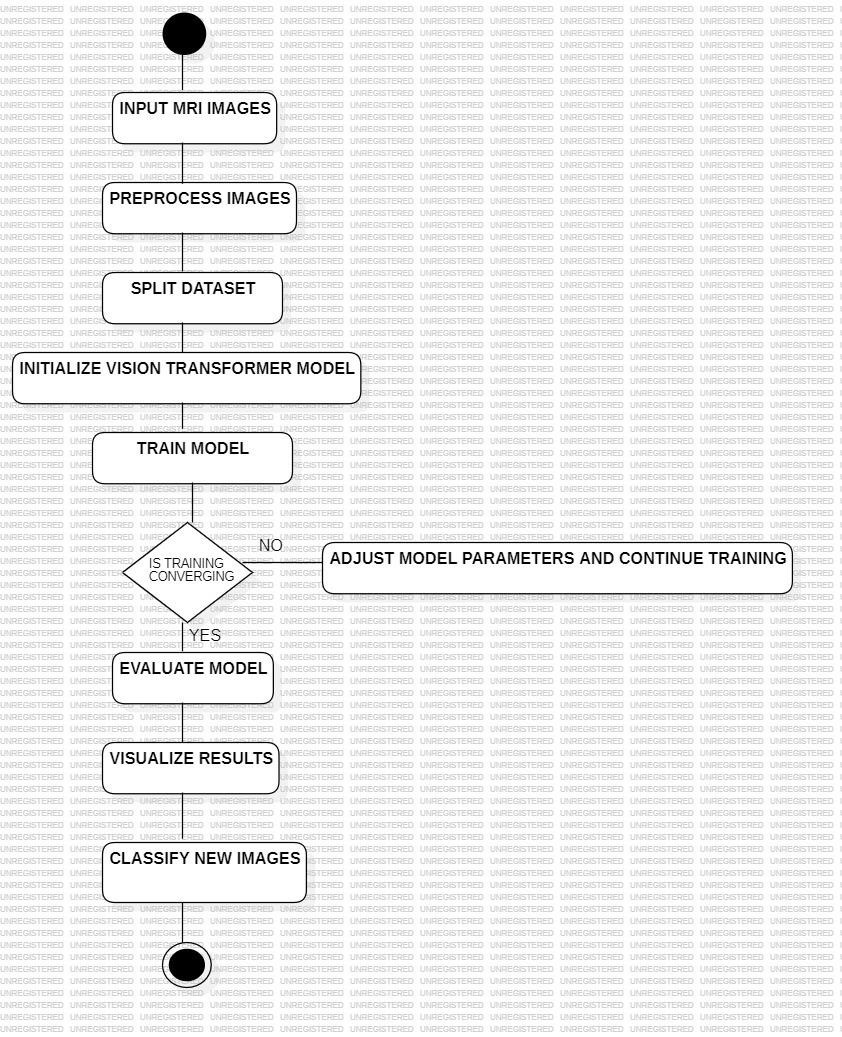 INPUT MRI IMAGES
PREPROCESS IMAGES
SPLIT DATASET
INITIALIZE VISION TRANSFORMER MODEL
TRAIN MODEL
IS TRAINING
CONVERGING
NO
ADJUST MODEL PARAMETERS AND CONTINUE TRAINING
YES
EVALUATE MODEL
VISUALIZE RESULTS
CLASSIFY NEW IMAGES
UNREGISTERED